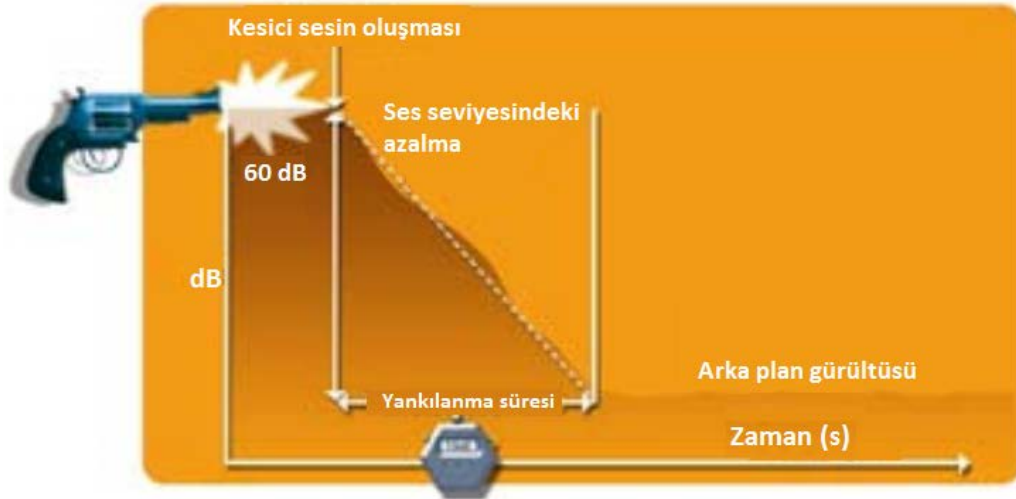 Kesici sesin oluşması
Ses seviyesindeki
azalma
60 dB
dB
Arka plan gürültüsü
Yankılanma süresi
Zaman (s)